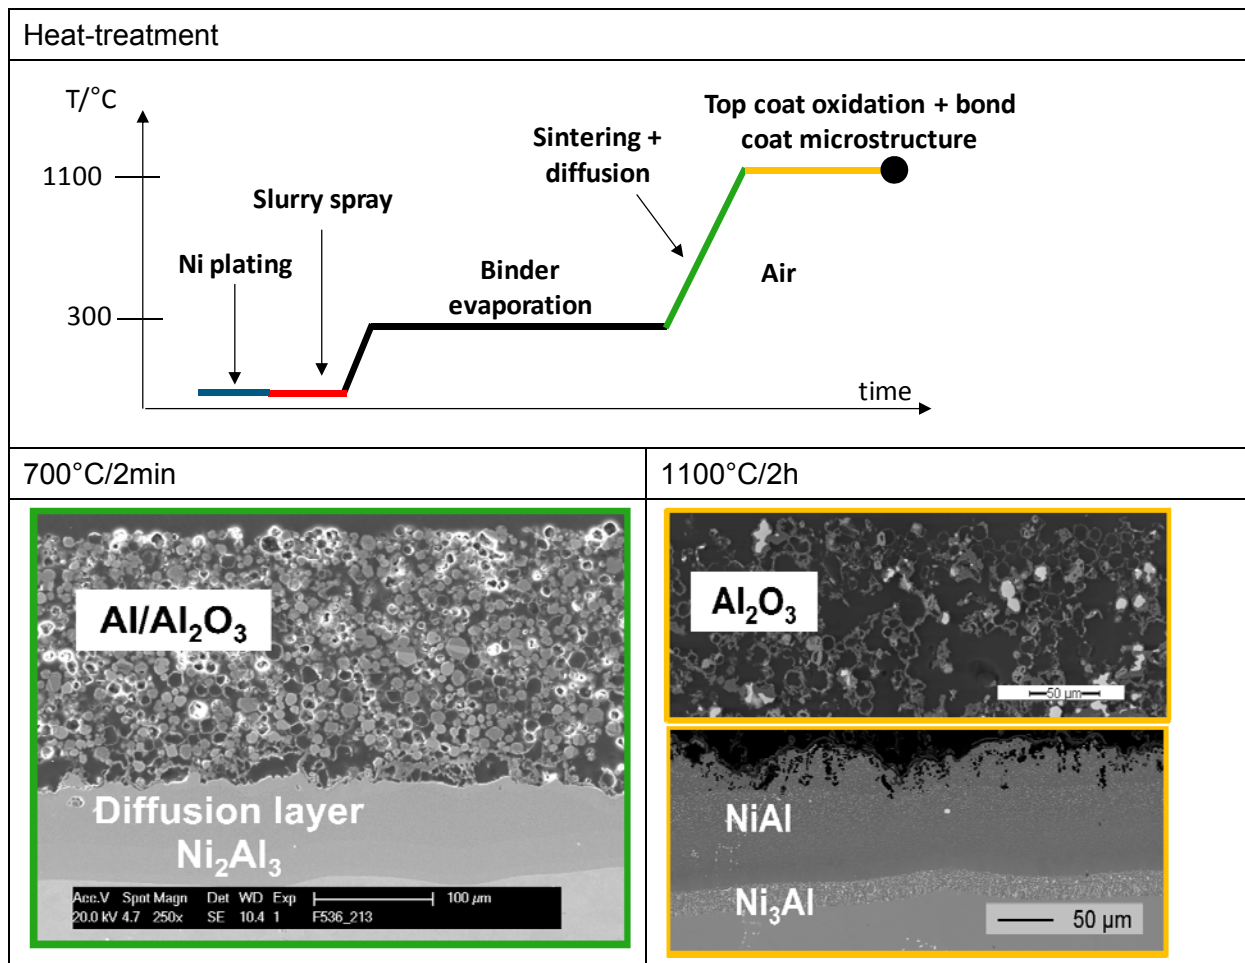 Heat-treatment
T/°C
1100
300
Ni plating
Slurry spray
Binder
evaporation
Sintering +
diffusion
Top coat oxidation + bond
coat microstructure
Air
time
700°C/2min
1100°C/2h
Al/Al₂O₃
Diffusion layer
Ni₂Al₃
Acc.V Spot Magn Det WD Exp 100 µm
20.0 kV 4.7 250x SE 10.4 1 F536_213
Al₂O₃
50 µm
NiAl
Ni₃Al
50 µm